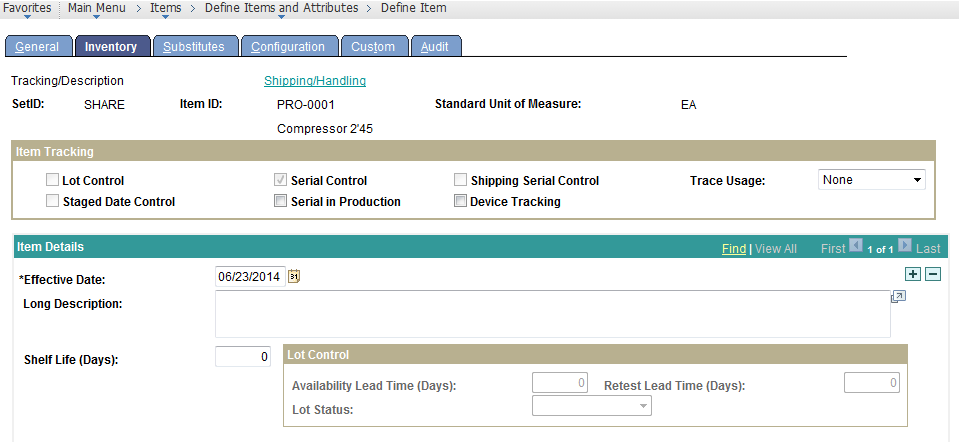 Favorites Main Menu > Items > Define Items and Attributes > Define Item
General Inventory Substitutes Configuration Custom Audit
Tracking/Description Shipping/Handling
SetID: SHARE Item ID: PRO-0001 Standard Unit of Measure: EA
Compressor 2'45
Item Tracking
Lot Control Serial Control Shipping Serial Control Trace Usage: None
Staged Date Control Serial in Production Device Tracking
Item Details Find | View All First 1 of 1 Last
*Effective Date: 06/23/2014 31
Long Description:
Shelf Life (Days): 0 Lot Control
Availability Lead Time (Days): 0 Retest Lead Time (Days): 0
Lot Status: